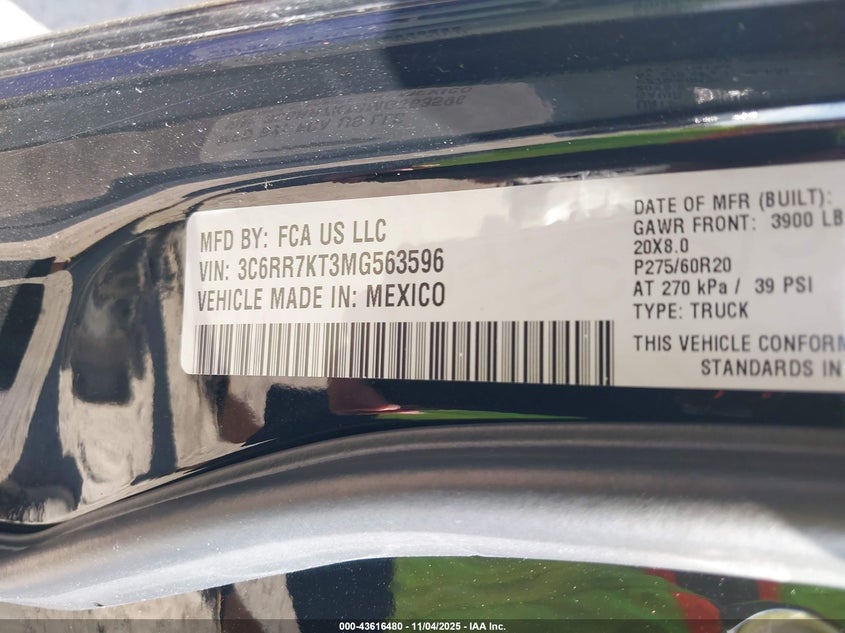 MFD BY: FCA US LLC
VIN: 3C6RR7KT3MG563596
VEHICLE MADE IN: MEXICO
DATE OF MFR (BUILT):
GAWR FRONT: 3900 LB
20X8.0
P275/60R20
AT 270 kPa / 39 PSI
TYPE: TRUCK
THIS VEHICLE CONFORM
STANDARDS IN
000-43616480 - 11/04/2025 - IAA Inc.